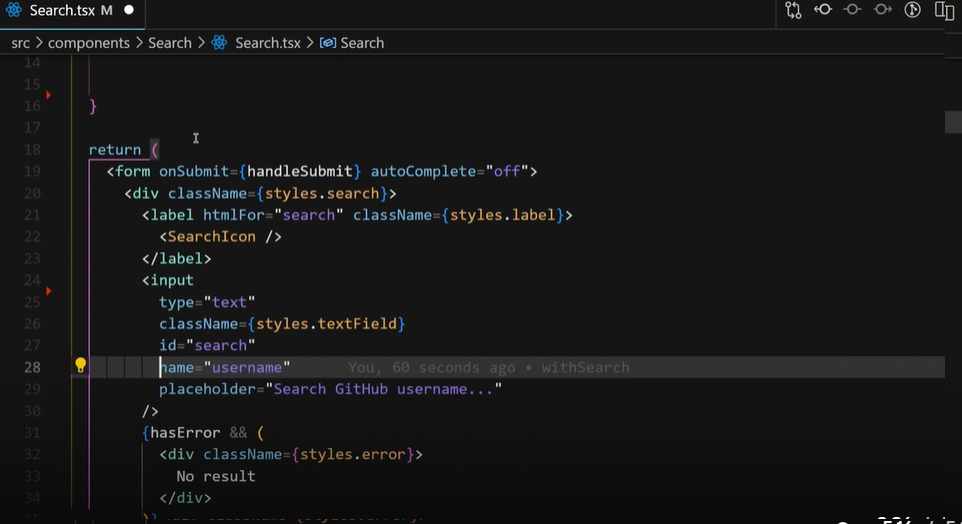 Search.tsx M
src > components > Search > Search.tsx > Search
14
15
16 }
17
18 return (
19 <form onSubmit={handleSubmit} autoComplete="off">
20 <div className={styles.search}>
21 <label htmlFor="search" className={styles.label}>
22 <SearchIcon />
23 </label>
24 <input
25 type="text"
26 className={styles.textField}
27 id="search"
28 name="username" You, 60 seconds ago • withSearch
29 placeholder="Search GitHub username..."
30 />
31 {hasError && (
32 <div className={styles.error}>
33 No result
34 </div>